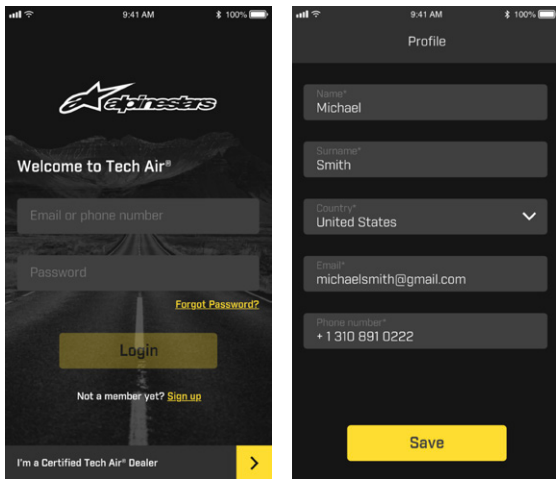 9:41 AM
100%
alpinestars
Welcome to Tech Air®
Email or phone number
Password
Forgot Password?
Login
Not a member yet? Sign up
I'm a Certified Tech Air® Dealer
9:41 AM
100%
Profile
Name*
Michael
Surname*
Smith
Country*
United States
Email*
michaelsmith@gmail.com
Phone number*
+ 1 310 891 0222
Save